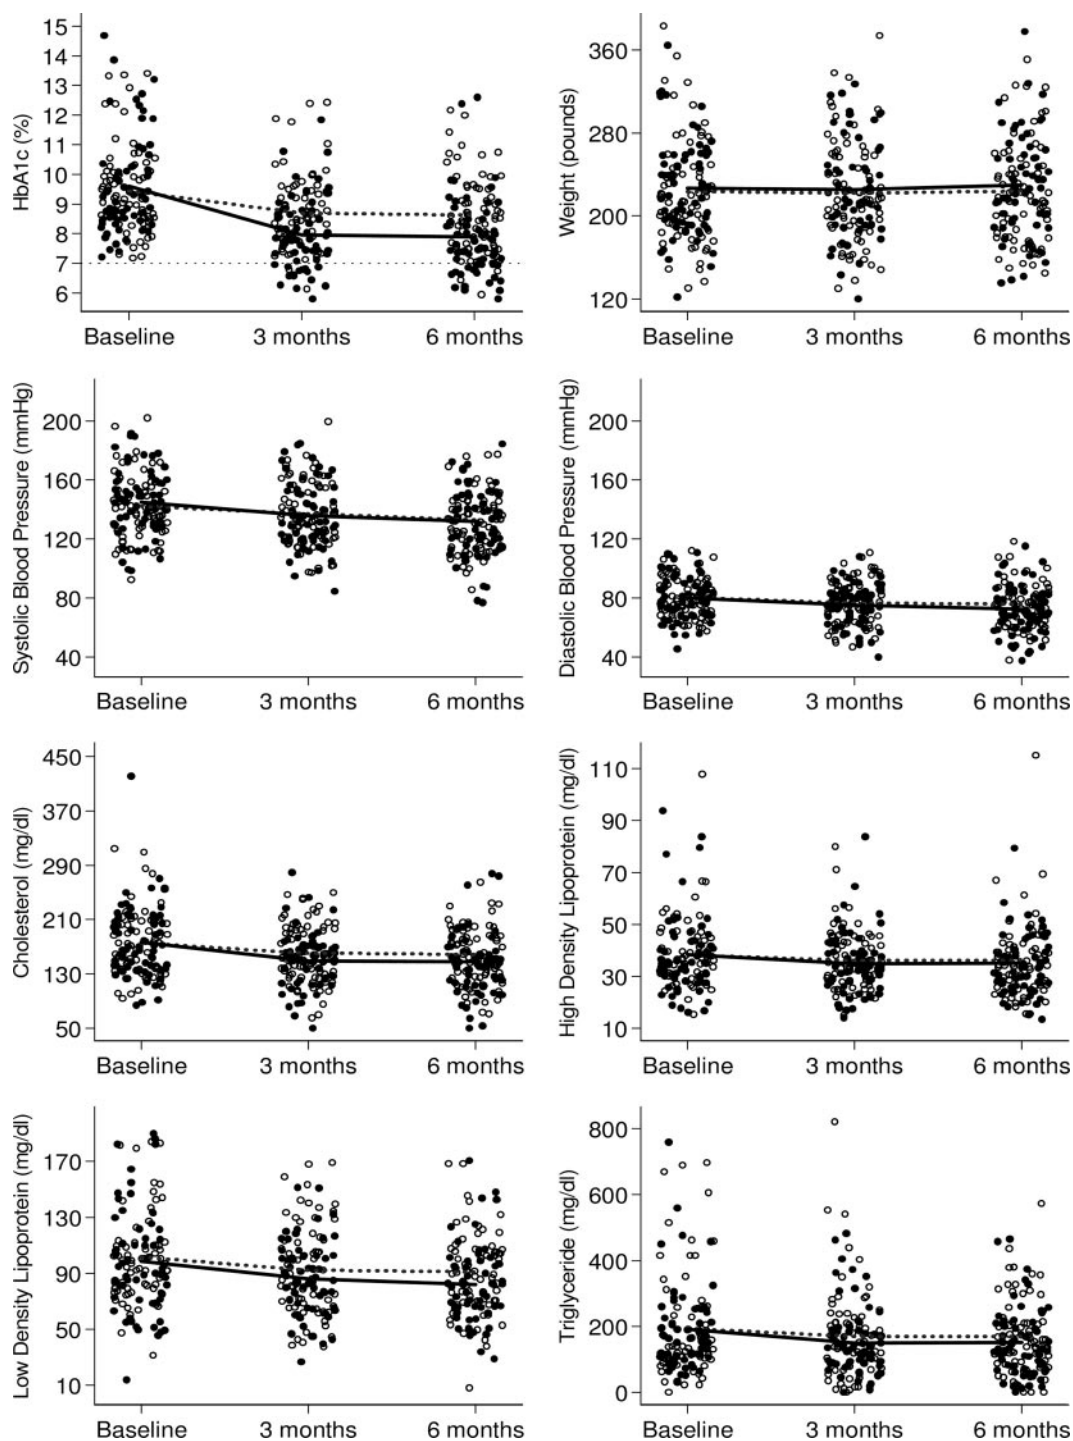 HbA1c (%)
15
14
13
12
11
10
9
8
7
6
Baseline
3 months
6 months
Weight (pounds)
360
280
200
120
Baseline
3 months
6 months
Systolic Blood Pressure (mmHg)
200
160
120
80
40
Baseline
3 months
6 months
Diastolic Blood Pressure (mmHg)
200
160
120
80
40
Baseline
3 months
6 months
Cholesterol (mg/dl)
450
370
290
210
130
50
Baseline
3 months
6 months
High Density Lipoprotein (mg/dl)
110
90
70
50
30
10
Baseline
3 months
6 months
Low Density Lipoprotein (mg/dl)
170
130
90
50
10
Baseline
3 months
6 months
Triglyceride (mg/dl)
800
600
400
200
0
Baseline
3 months
6 months